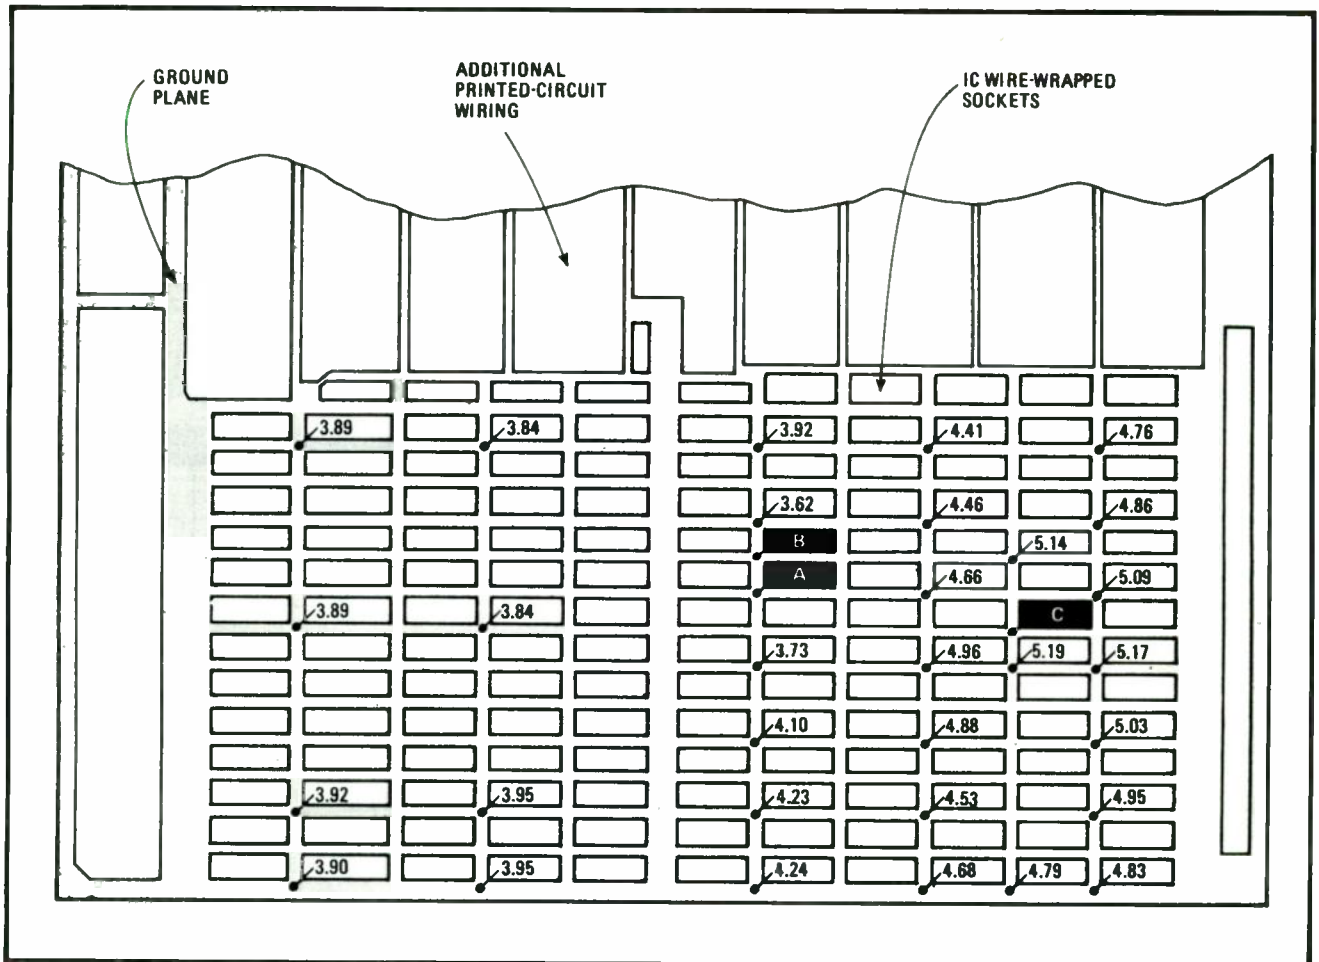 GROUND
PLANE
ADDITIONAL
PRINTED-CIRCUIT
WIRING
IC WIRE-WRAPPED
SOCKETS
3.89 3.84 3.92 4.41 4.76
3.62 4.46 4.86
B 5.14
A 4.66 5.09
3.89 3.84 C
3.73 4.96 5.19 5.17
4.10 4.88 5.03
3.92 3.95 4.23 4.53 4.95
3.90 3.95 4.24 4.68 4.79 4.83